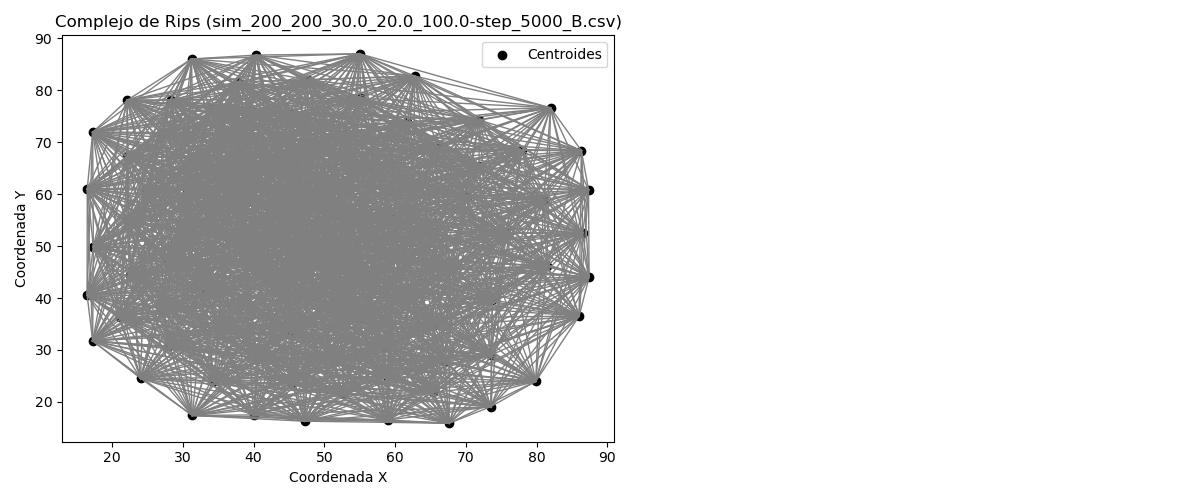 Complejo de Rips (sim_200_200_30.0_20.0_100.0-step_5000_B.csv)
Centroides
Coordenada Y
90
80
70
60
50
40
30
20
20 30 40 50 60 70 80 90
Coordenada X